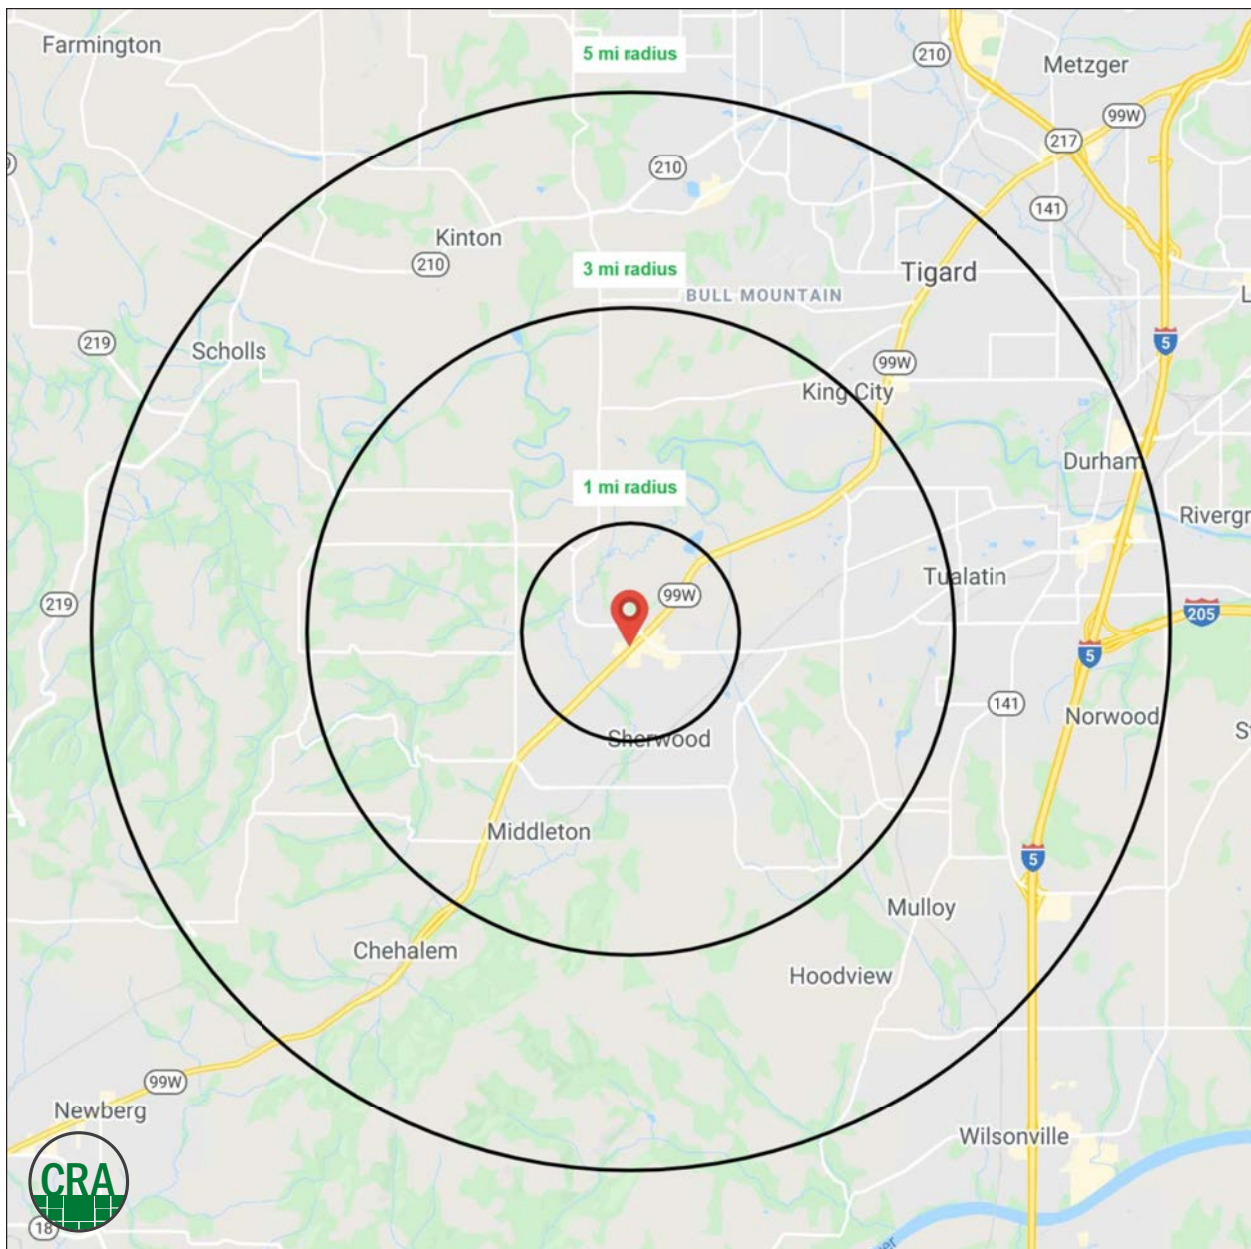 5 mi radius
Farmington
210
Metzger
99W
217
210
141
Kinton
210
3 mi radius
Tigard
BULL MOUNTAIN
219
Scholls
5
99W
King City
Durham
1 mi radius
Tualatin
99W
219
205
5
141
Norwood
Sherwood
Middleton
5
Mulloy
Chehalem
Hoodview
99W
Newberg
Wilsonville
CRA
18